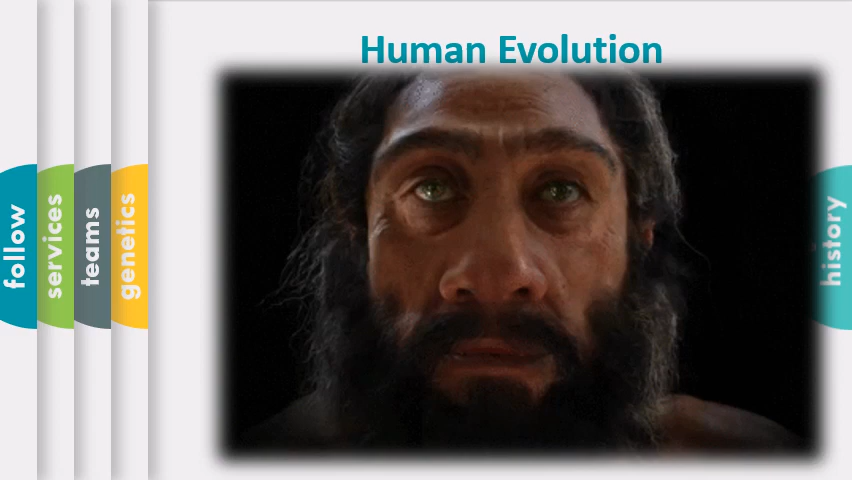 Human Evolution
follow
services
teams
genetics
history